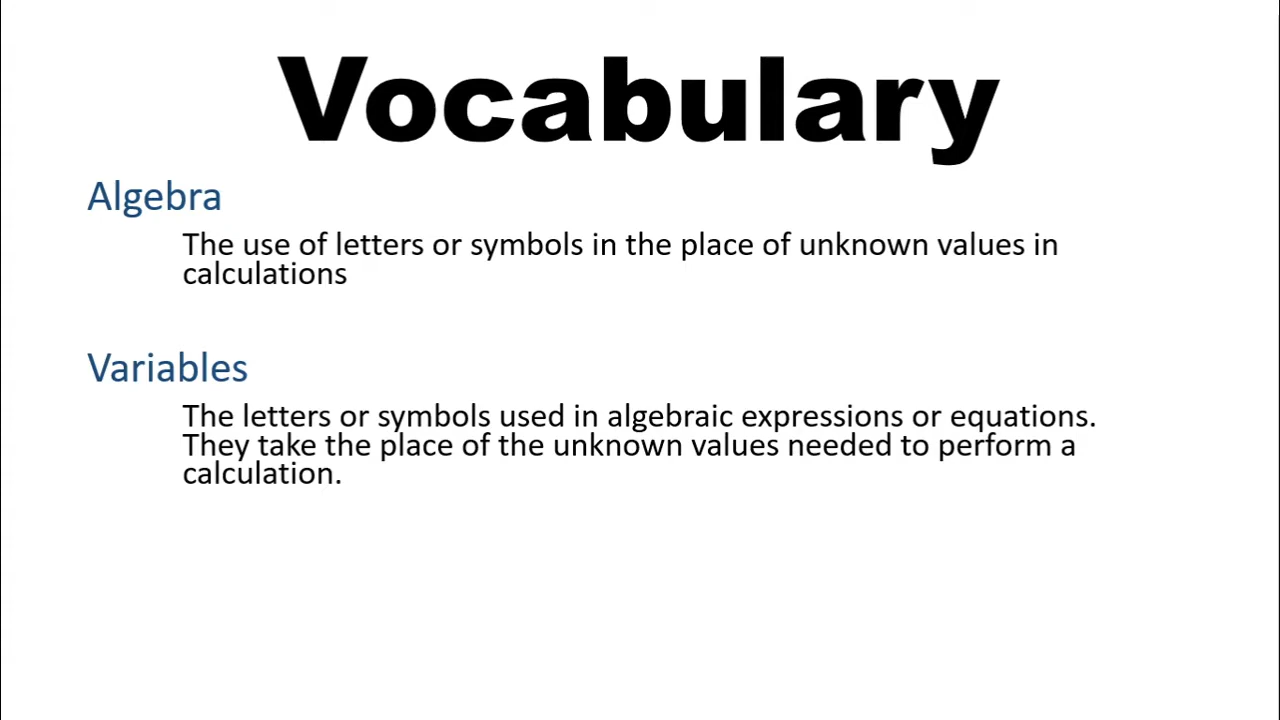 Vocabulary
Algebra
The use of letters or symbols in the place of unknown values in
calculations
Variables
The letters or symbols used in algebraic expressions or equations.
They take the place of the unknown values needed to perform a
calculation.